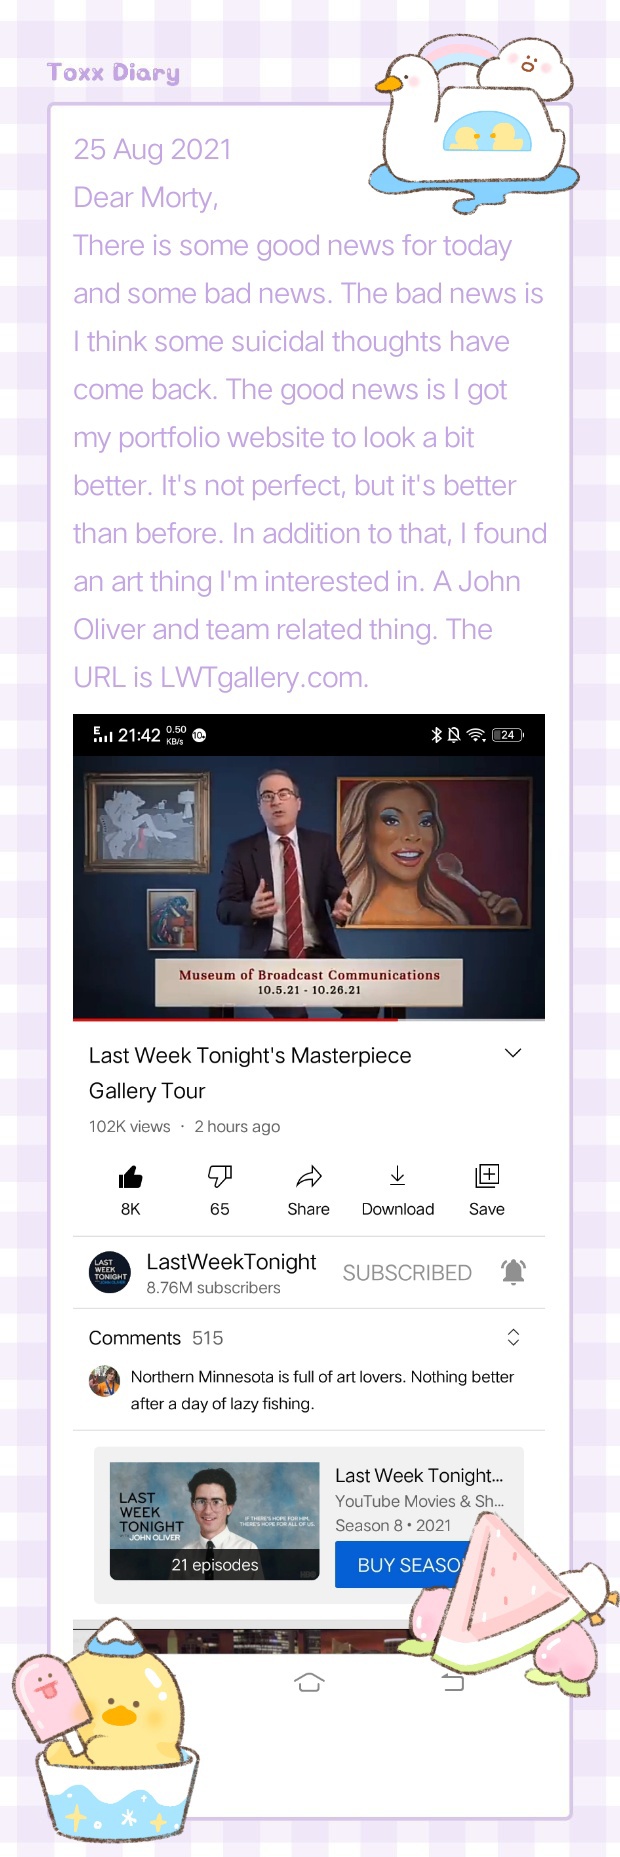 Toxx Diary
25 Aug 2021
Dear Morty,
There is some good news for today
and some bad news. The bad news is
I think some suicidal thoughts have
come back. The good news is I got
my portfolio website to look a bit
better. It's not perfect, but it's better
than before. In addition to that, I found
an art thing I'm interested in. A John
Oliver and team related thing. The
URL is LWTgallery.com.
E 21:42 0.50 KB/s 24
Museum of Broadcast Communications
10.5.21 - 10.26.21
Last Week Tonight's Masterpiece
Gallery Tour
102K views · 2 hours ago
8K 65 Share Download Save
LAST WEEK TONIGHT
LastWeekTonight
8.76M subscribers
SUBSCRIBED
Comments 515
Northern Minnesota is full of art lovers. Nothing better
after a day of lazy fishing.
LAST
WEEK
TONIGHT
WITH JOHN OLIVER
IF THERE'S HOPE FOR HIM,
THERE'S HOPE FOR ALL OF US.
21 episodes
Last Week Tonight...
YouTube Movies & Sh...
Season 8 • 2021
BUY SEASO